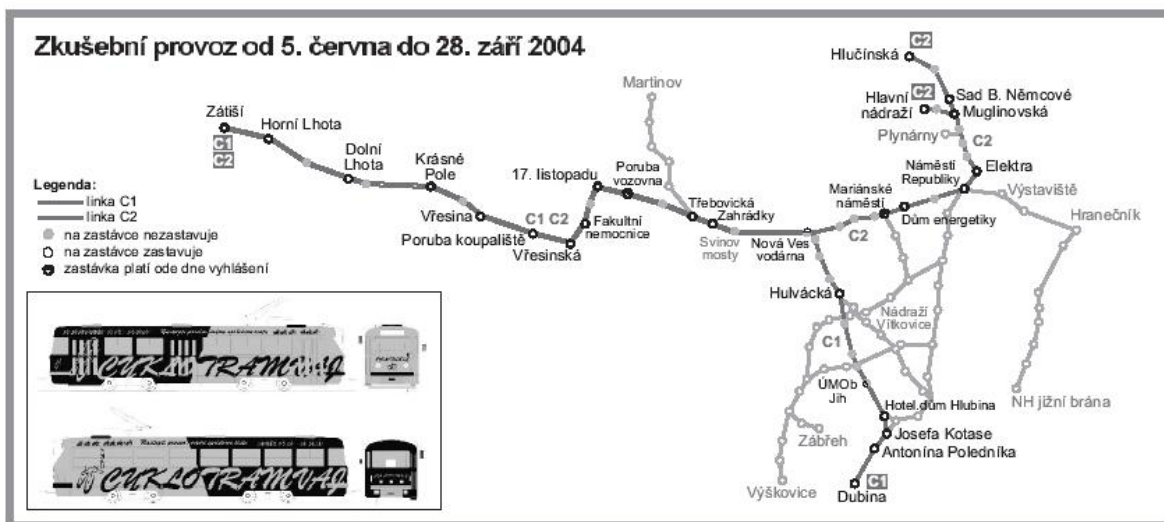 Zkušební provoz od 5. června do 28. září 2004
C2
Hlučínská
Martinov
C2
Hlavní
nádraží
Sad B. Němcové
Muglinovská
Plynárny
C2
Zátiší
C1
C2
Horní Lhota
Dolní
Lhota
Krásné
Pole
17. listopadu
Poruba
vozovna
Náměstí
Republiky
Elektra
Výstaviště
Mariánské
náměstí
Hranečník
Legenda:
linka C1
linka C2
na zastávce nezastavuje
na zastávce zastavuje
zastávka platí ode dne vyhlášení
Vřesina
C1 C2
Poruba koupaliště
Vřesinská
Fakultní
nemocnice
Třebovická
Zahrádky
Svinov
mosty
Nová Ves
vodárna
C2
Dům energetiky
Hulvácká
Nádraží
Vítkovice
C1
ÚMOb
Jih
Hotel.dům Hlubina
NH jižní brána
Zábřeh
Josefa Kotase
Antonína Poledníka
Výškovice
C1
Dubina
CYKLOTRAMVAJ
CYKLOTRAMVAJ